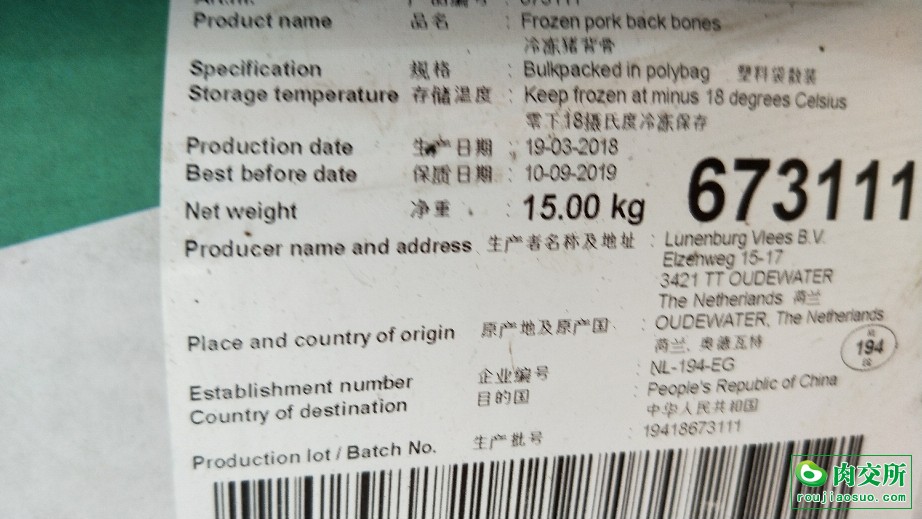 673111
Product name 品名 : Frozen pork back bones
冷冻猪背骨
Specification 规格 : Bulkpacked in polybag 塑料袋散装
Storage temperature 存储温度 : Keep frozen at minus 18 degrees Celsius
零下18摄氏度冷冻保存
Production date 生产日期 : 19-03-2018
Best before date 保质日期 : 10-09-2019
673111
Net weight 净重 : 15.00 kg
Producer name and address 生产者名称及地址 : Lunenburg Vlees B.V.
Elzenweg 15-17
3421 TT OUDEWATER
The Netherlands 荷兰
Place and country of origin 原产地及原产国 : OUDEWATER, The Netherlands
荷兰、奥德瓦特
194
Establishment number 企业编号 : NL-194-EG
Country of destination 目的国 : People's Republic of China
中华人民共和国
Production lot / Batch No. 生产批号 : 19418673111
肉交所
roujiaosuo.com